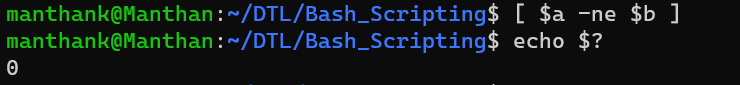 manthank@Manthan:~/DTL/Bash_Scripting$ [ $a -ne $b ]
manthank@Manthan:~/DTL/Bash_Scripting$ echo $?
0